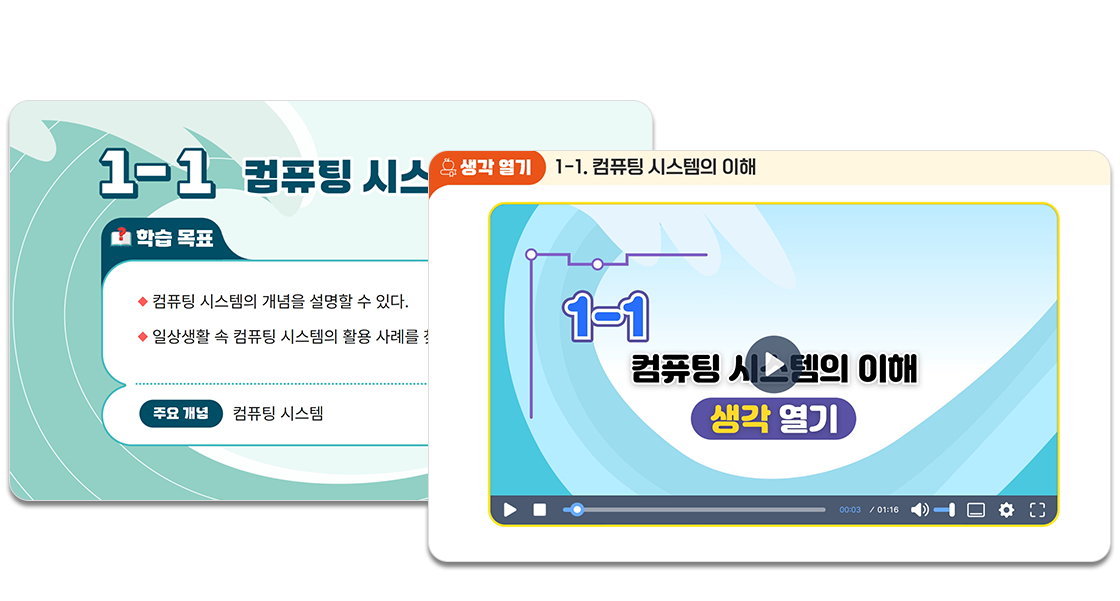 1-1 컴퓨팅 시스
학습 목표
컴퓨팅 시스템의 개념을 설명할 수 있다.
일상생활 속 컴퓨팅 시스템의 활용 사례를
주요 개념 컴퓨팅 시스템
생각 열기 1-1. 컴퓨팅 시스템의 이해
1-1
컴퓨팅 시스템의 이해
생각 열기
00:03 / 01:16